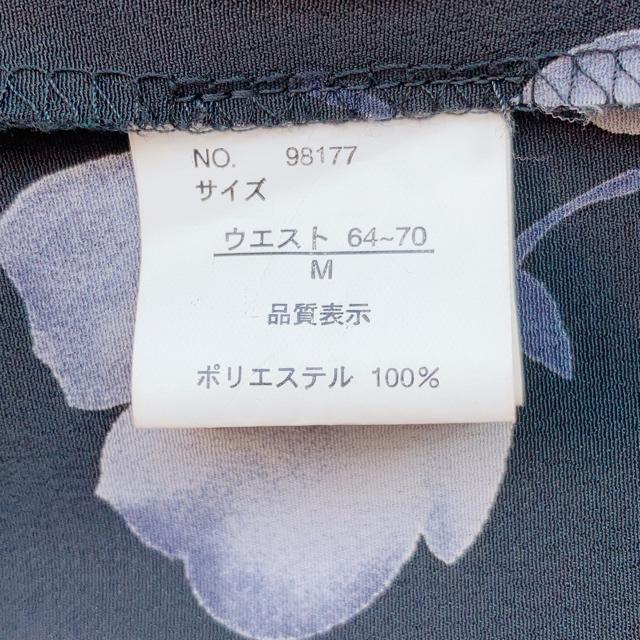 NO. 98177
サイズ
ウエスト 64~70
M
品質表示
ポリエステル 100%